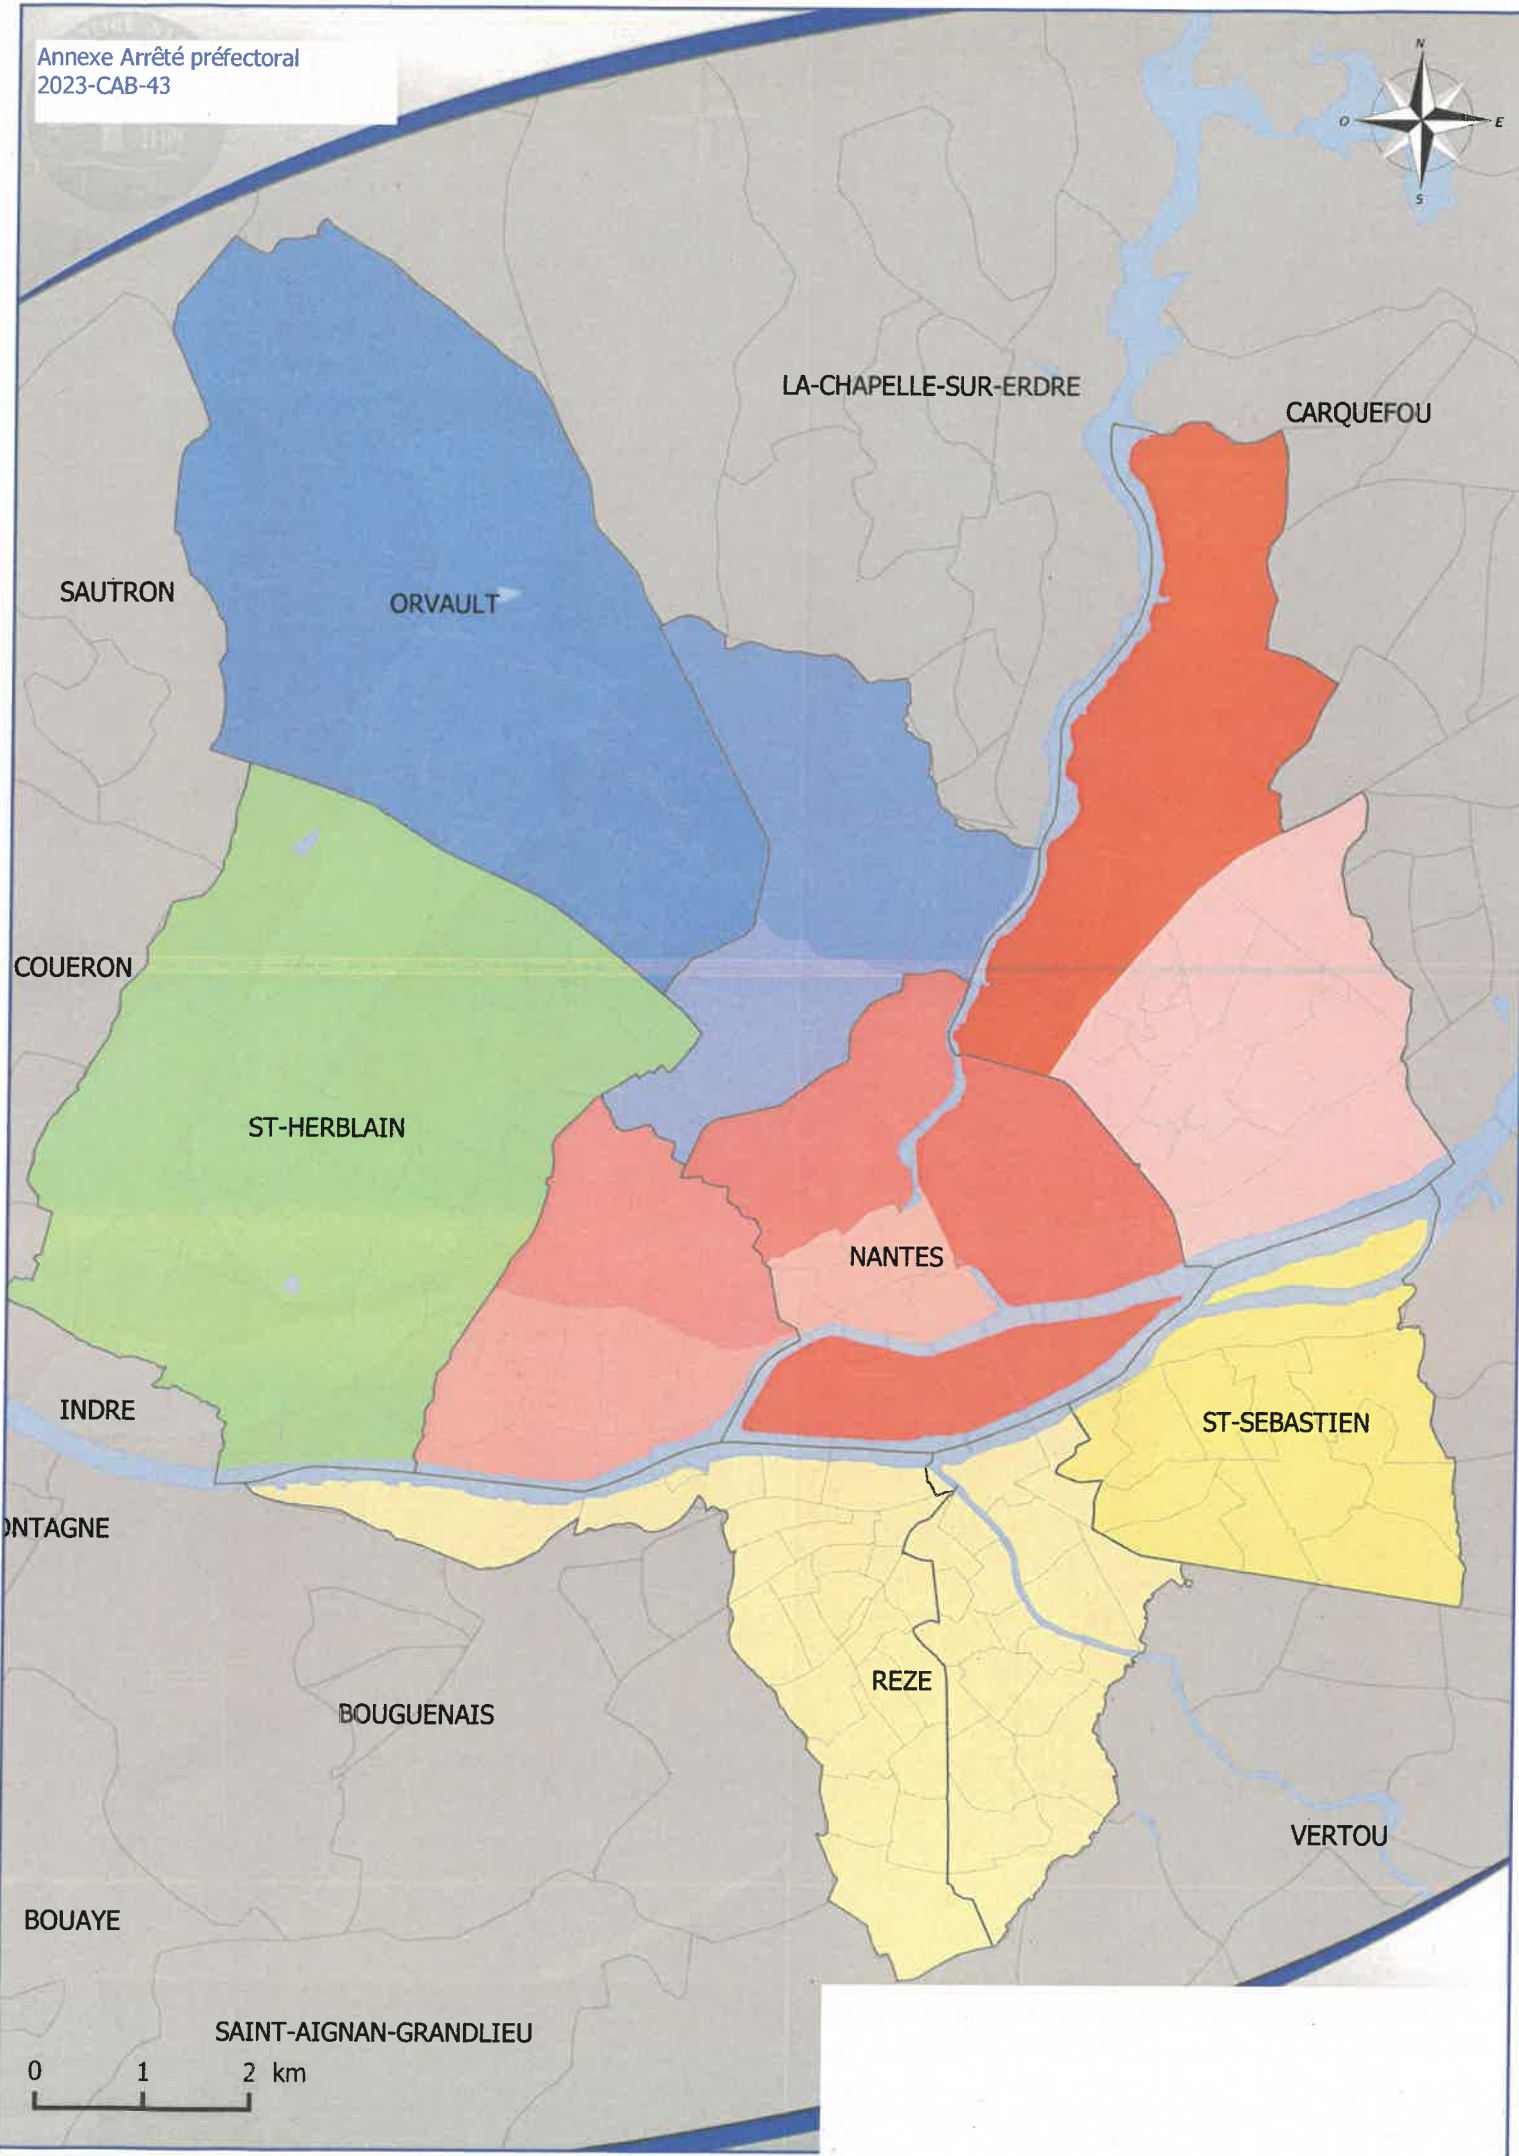 Annexe Arrêté préfectoral
2023-CAB-43
N
O
E
S
LA-CHAPELLE-SUR-ERDRE
CARQUEFOU
SAUTRON
ORVAULT
COUERON
ST-HERBLAIN
NANTES
INDRE
ST-SEBASTIEN
ONTAGNE
REZE
BOUGUENAIS
VERTOU
BOUAYE
SAINT-AIGNAN-GRANDLIEU
0 1 2 km